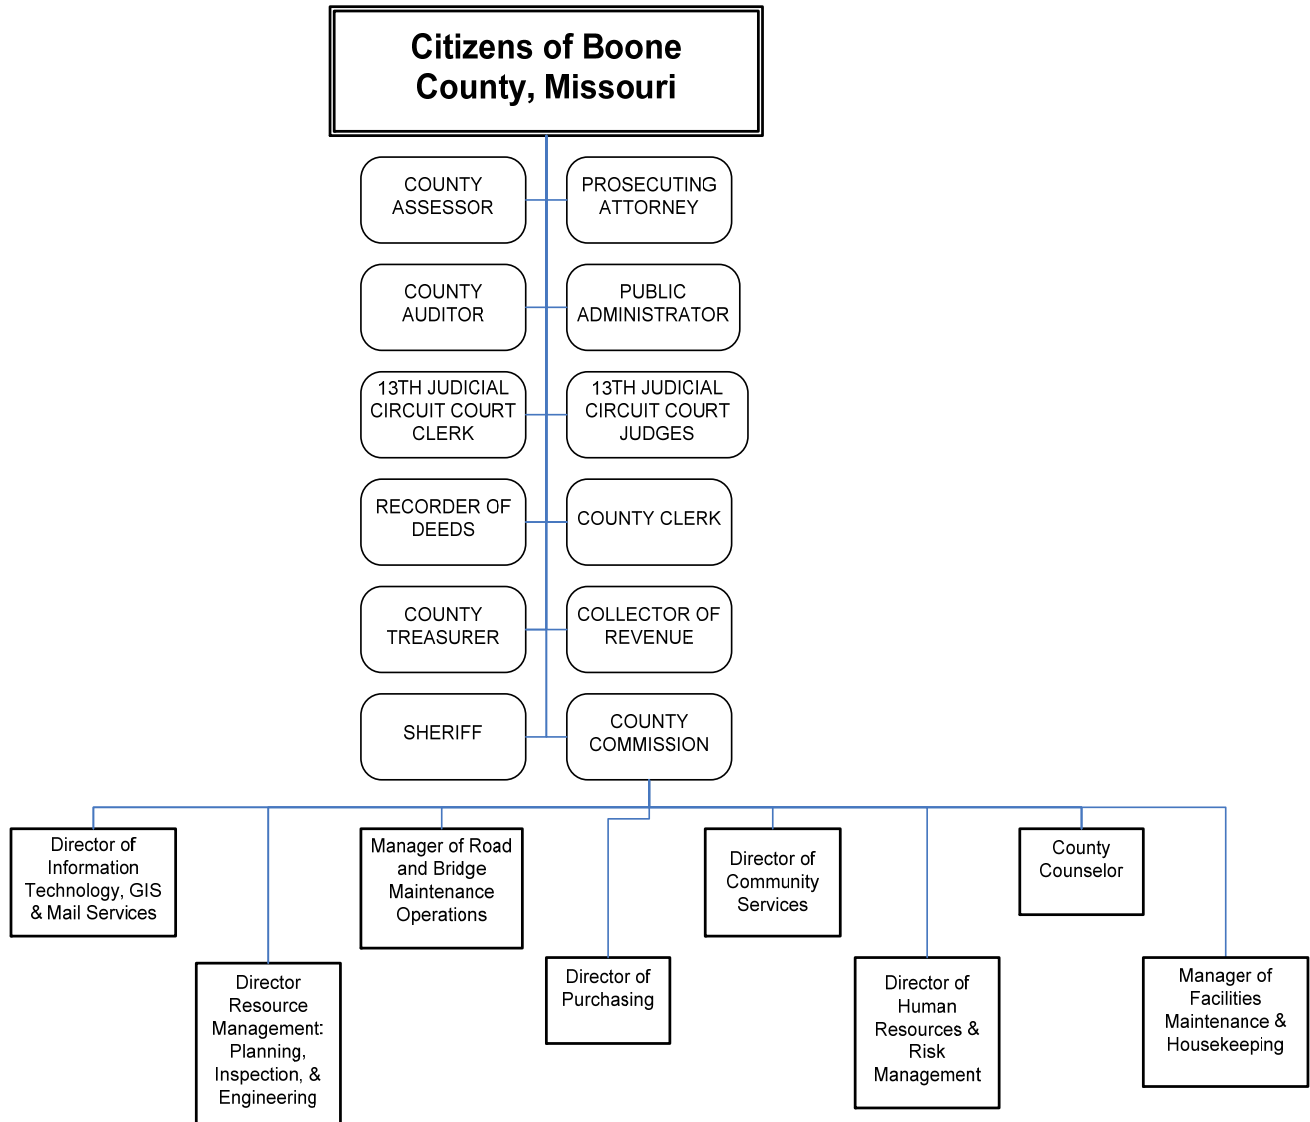 Citizens of Boone
County, Missouri
COUNTY
ASSESSOR
PROSECUTING
ATTORNEY
COUNTY
AUDITOR
PUBLIC
ADMINISTRATOR
13TH JUDICIAL
CIRCUIT COURT
CLERK
13TH JUDICIAL
CIRCUIT COURT
JUDGES
RECORDER OF
DEEDS
COUNTY CLERK
COUNTY
TREASURER
COLLECTOR OF
REVENUE
SHERIFF
COUNTY
COMMISSION
Director of
Information
Technology, GIS
& Mail Services
Manager of Road
and Bridge
Maintenance
Operations
Director of
Community
Services
County
Counselor
Director
Resource
Management:
Planning,
Inspection, &
Engineering
Director of
Purchasing
Director of
Human
Resources &
Risk
Management
Manager of
Facilities
Maintenance &
Housekeeping